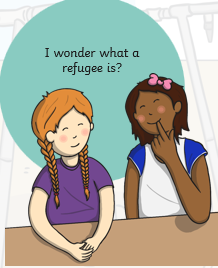 I wonder what a
refugee is?